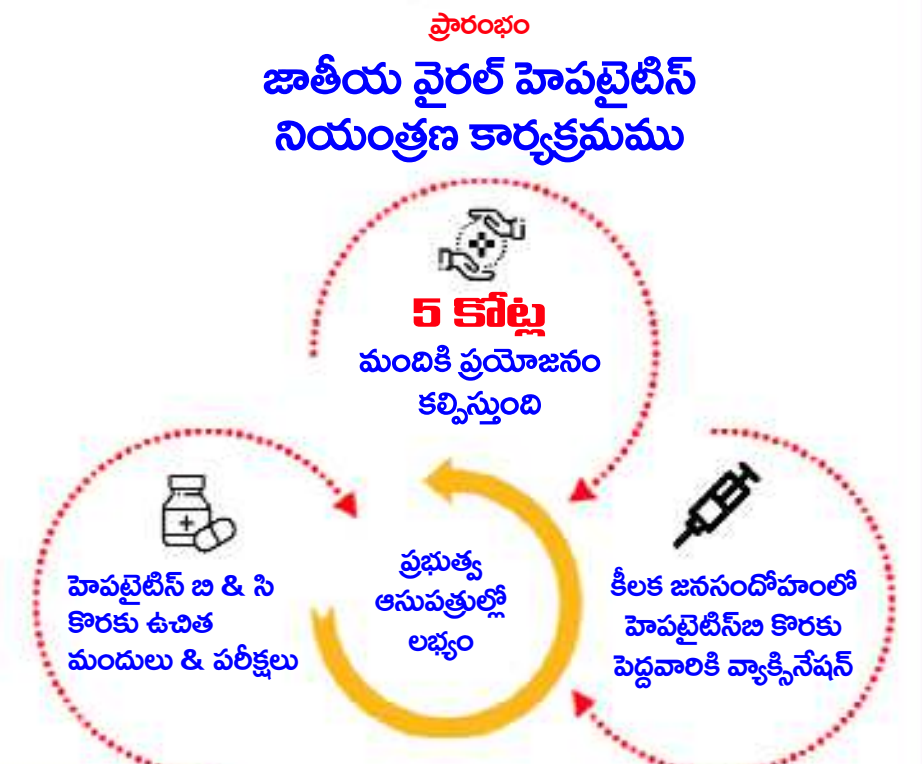 ప్రారంభం
జాతీయ వైరల్ హెపటైటిస్
నియంత్రణ కార్యక్రమము
5 కోట్ల
మందికి ప్రయోజనం
కల్పిస్తుంది
హెపటైటిస్ బి & సి
కొరకు ఉచిత
మందులు & పరీక్షలు
ప్రభుత్వ
ఆసుపత్రుల్లో
లభ్యం
కీలక జనసందోహంలో
హెపటైటిస్‌బి కొరకు
పెద్దవారికి వ్యాక్సినేషన్